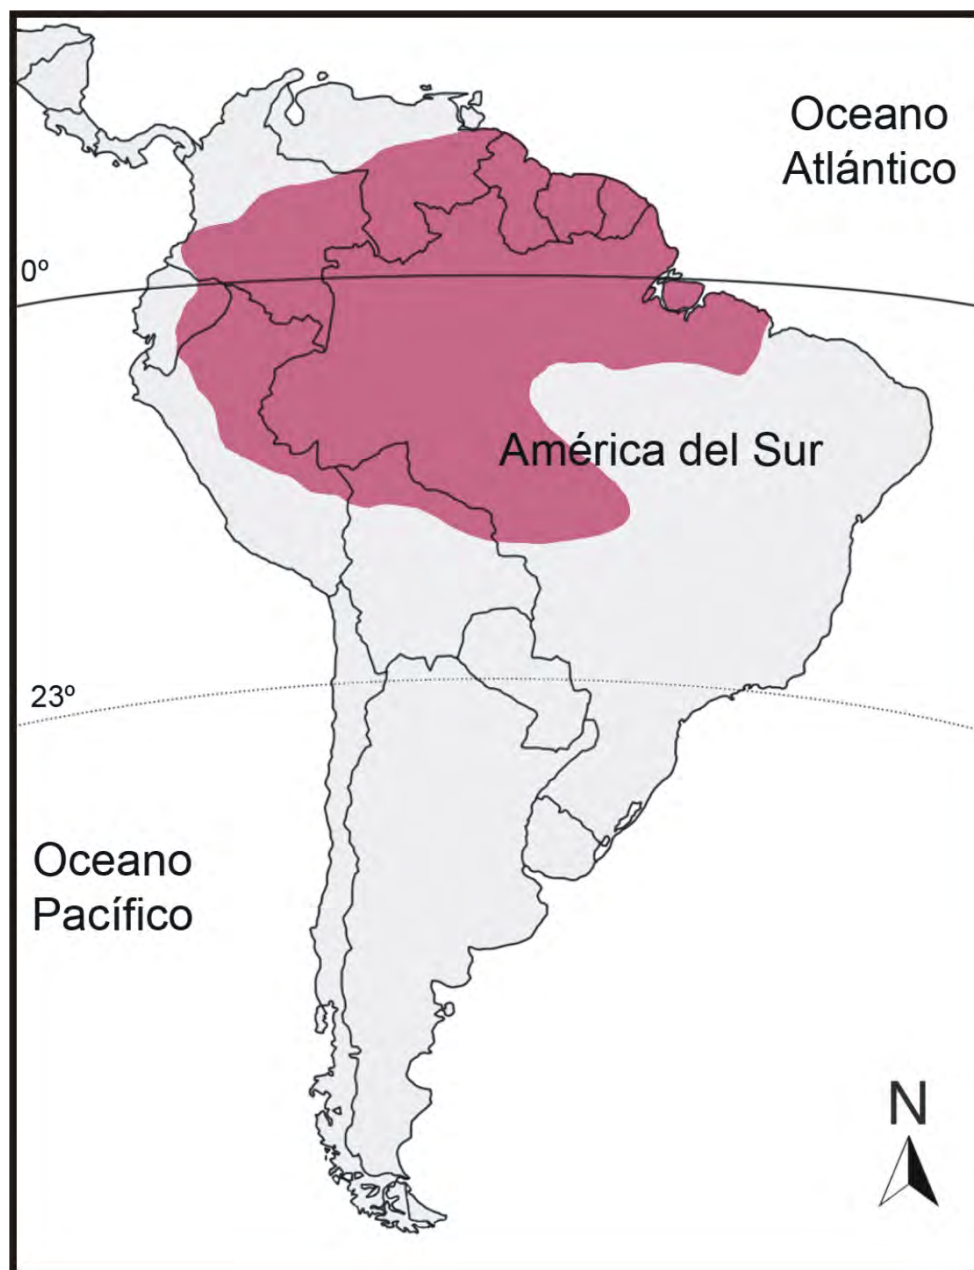 Oceano
Atlántico
0º
América del Sur
23º
Oceano
Pacífico
N